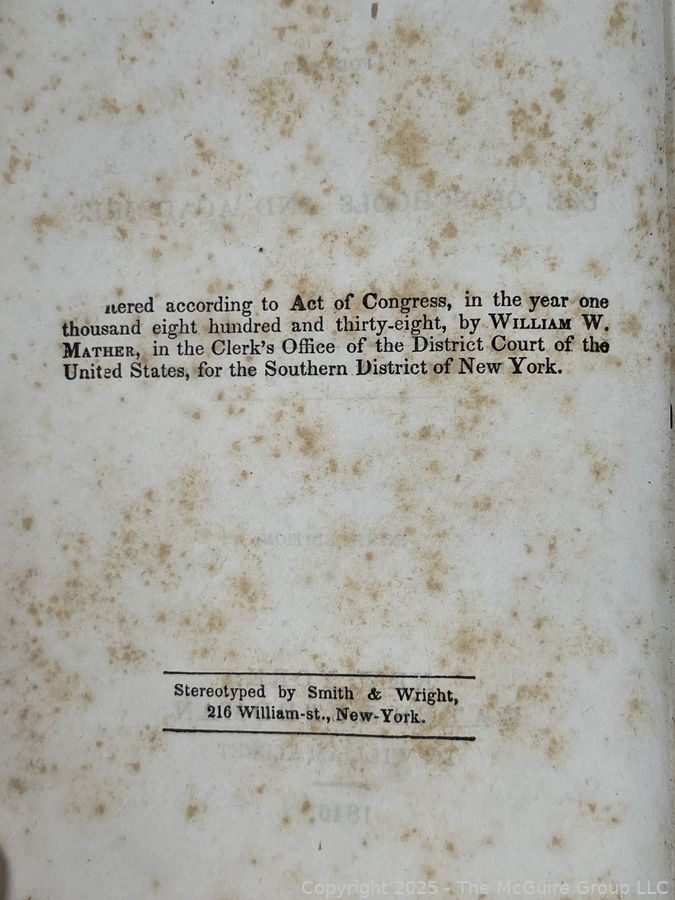 ıtered according to Act of Congress, in the year one
thousand eight hundred and thirty-eight, by WILLIAM W.
MATHER, in the Clerk's Office of the District Court of the
United States, for the Southern District of New York.
Stereotyped by Smith & Wright,
216 William-st., New-York.
Copyright 2025 - The McGuire Group LLC